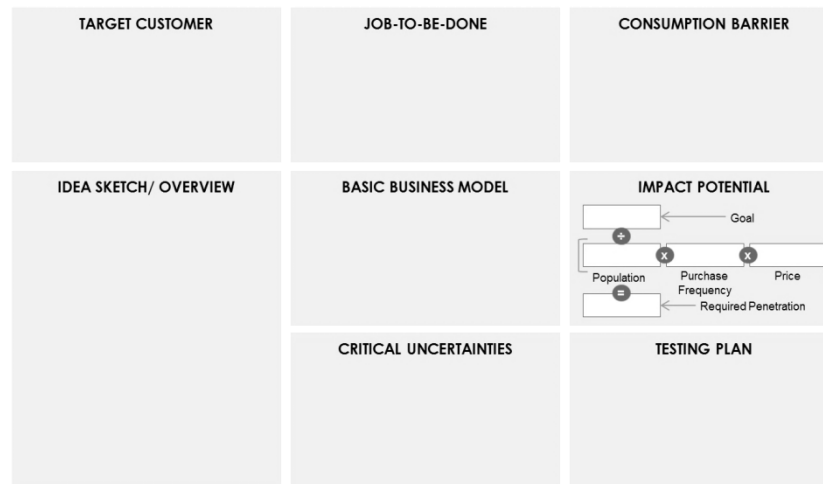 TARGET CUSTOMER
JOB-TO-BE-DONE
CONSUMPTION BARRIER
IDEA SKETCH/ OVERVIEW
BASIC BUSINESS MODEL
IMPACT POTENTIAL
Goal
÷
x
x
Population
Purchase
Frequency
Price
=
Required Penetration
CRITICAL UNCERTAINTIES
TESTING PLAN